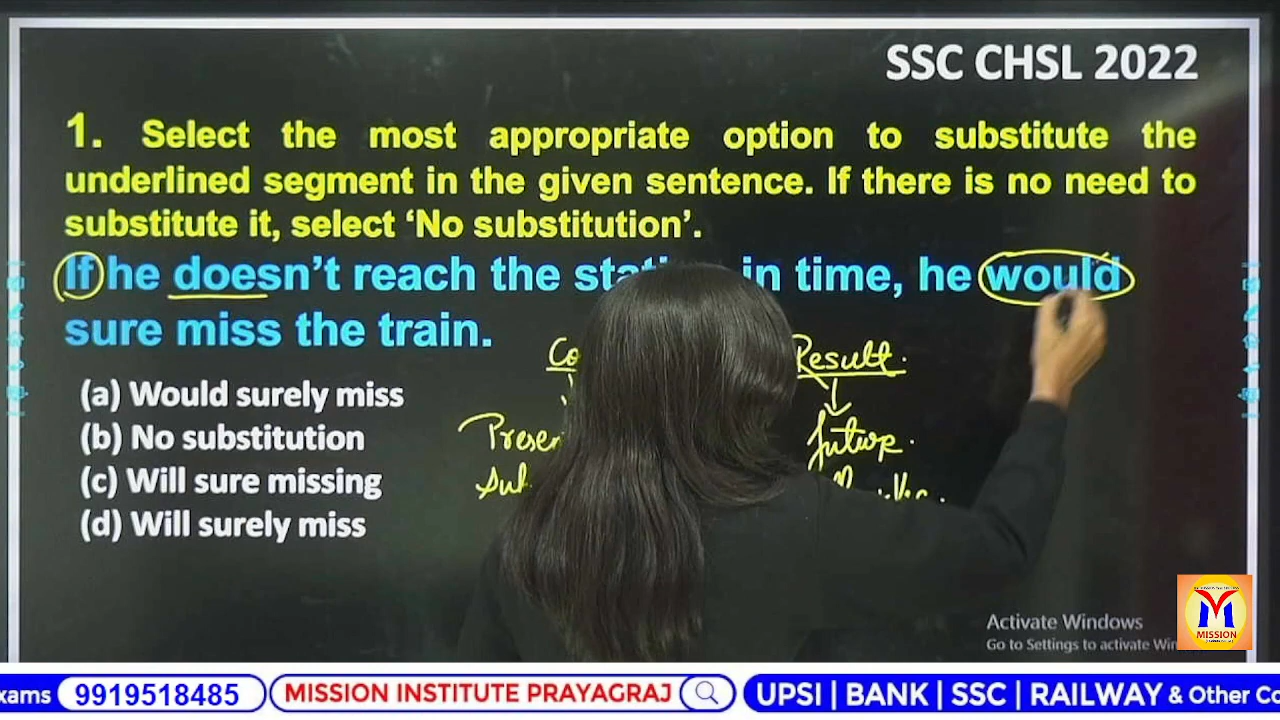 SSC CHSL 2022
1. Select the most appropriate option to substitute the
underlined segment in the given sentence. If there is no need to
substitute it, select ‘No substitution’.
If he doesn’t reach the in time, he would
sure miss the train.
Result.
future.
(a) Would surely miss
(b) No substitution
(c) Will sure missing
(d) Will surely miss
Activate Windows
Go to Settings to activate
MISSION
9919518485
MISSION INSTITUTE PRAYAGRAJ
UPSI | BANK | SSC | RAILWAY & Other